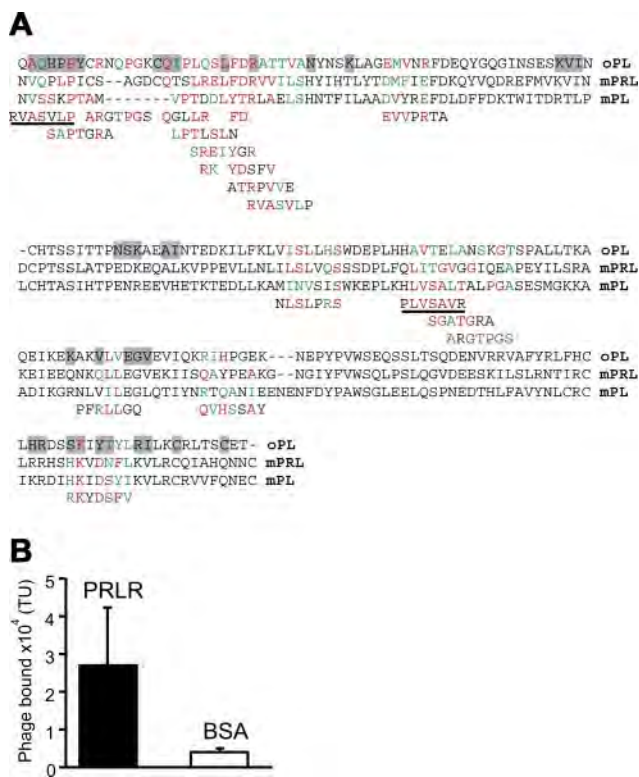 A
QAQHPPYCRNQPGKCQIPLQSLFDRATTVANYNSKLAGEMVNRFDEQYGQGINSESKVIN oPL
NVQPLPICS--AGDCQTSLRELFDRVVILSHYIHTLYTDMFIEFDKQYVQDREFMVKVIN mPRL
NVSSKPTAM-------VPTDDLYTRLAELSHNTFILAADVYREFDLDFFDKTWITDRTLP mPL
RVASVLP ARGTPGS QGLLR FD EVVPRTA
SAPTGRA LPTLSLN
SREIYGR
RK YDSFV
ATRPVVE
RVASVLP
-CHTSSITTPNSKAEAINTEDKILFKLVISLLHSWDEPLHHAVTELANSKGTSPALLTKA oPL
DCPTSSLATPEDKEQALKVPPEVLLNLILSLVQSSSDPLFQLITGVGGIQEAPEYILSRA mPRL
LCHTASIHTPENREEVHETKTEDLLKAMINVSISWKEPLKHLVSALTALPGASESMGKKA mPL
NLSLPRS PLVSAVR
SGATGRA
ARGTPGS
QEIKEKAKVLVEGVEVIQKRIHPGEK---NEPYPVWSEQSSLTSQDENVRRVAFYRLFHC oPL
KEIEEQNKQLLEGVEKIISQAYPEAKG--NGIYFVWSQLPSLQGVDEESKILSLRNTIRC mPRL
ADIKGRNLVILEGLQTIYNRTQANIEENENFDYPAWSGLEELQSPNEDTHLFAVYNLCRC mPL
PFRLLGQ QVHSSAY
LHRDSSKIYTYLRILKCRLTSCET- oPL
LRRHSHKVDNFLKVLRCQIAHQNNC mPRL
IKRDIHKIDSYIKVLRCRVVFQNEC mPL
RKYDSFV
B
Phage bound x10⁴ (TU)
5
4
3
2
1
0
PRLR
BSA